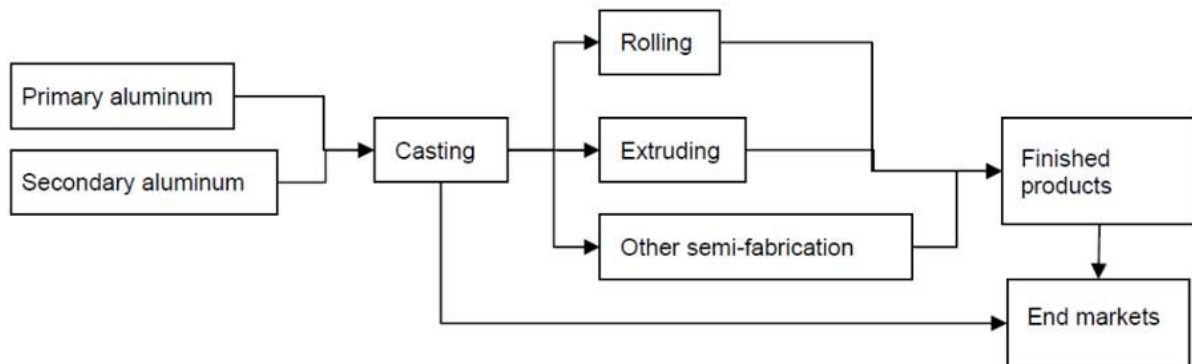 Rolling
Primary aluminum
Casting
Extruding
Finished
products
Secondary aluminum
Other semi-fabrication
End markets